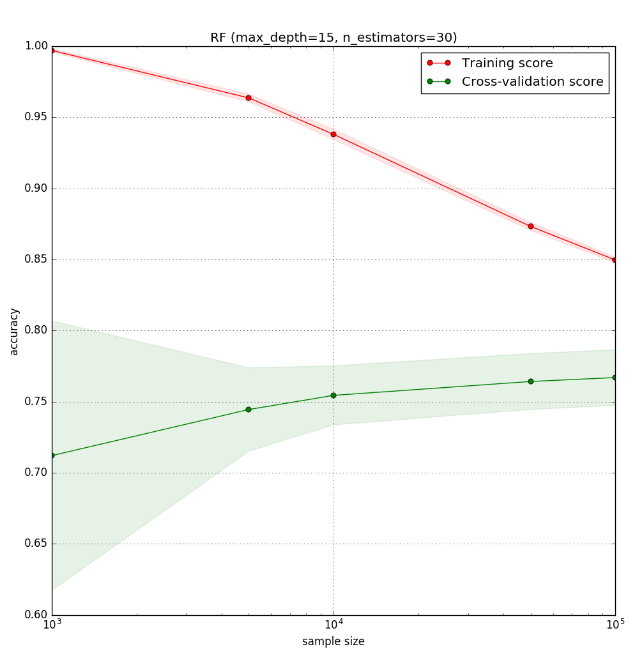 RF (max_depth=15, n_estimators=30)
Training score
Cross-validation score
1.00
0.95
0.90
0.85
0.80
0.75
0.70
0.65
0.60
accuracy
10³ 10⁴ 10⁵
sample size